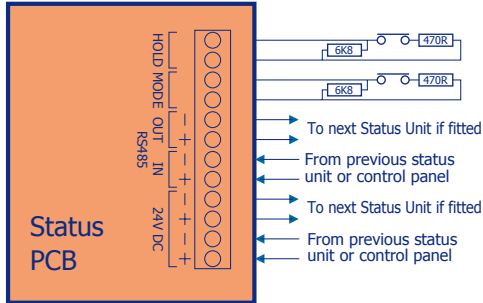 HOLD
470R
6K8
MODE
470R
6K8
OUT
- +
To next Status Unit if fitted
RS485
IN
- +
From previous status
unit or control panel
24V DC
- +
To next Status Unit if fitted
- +
From previous status
unit or control panel
Status
PCB